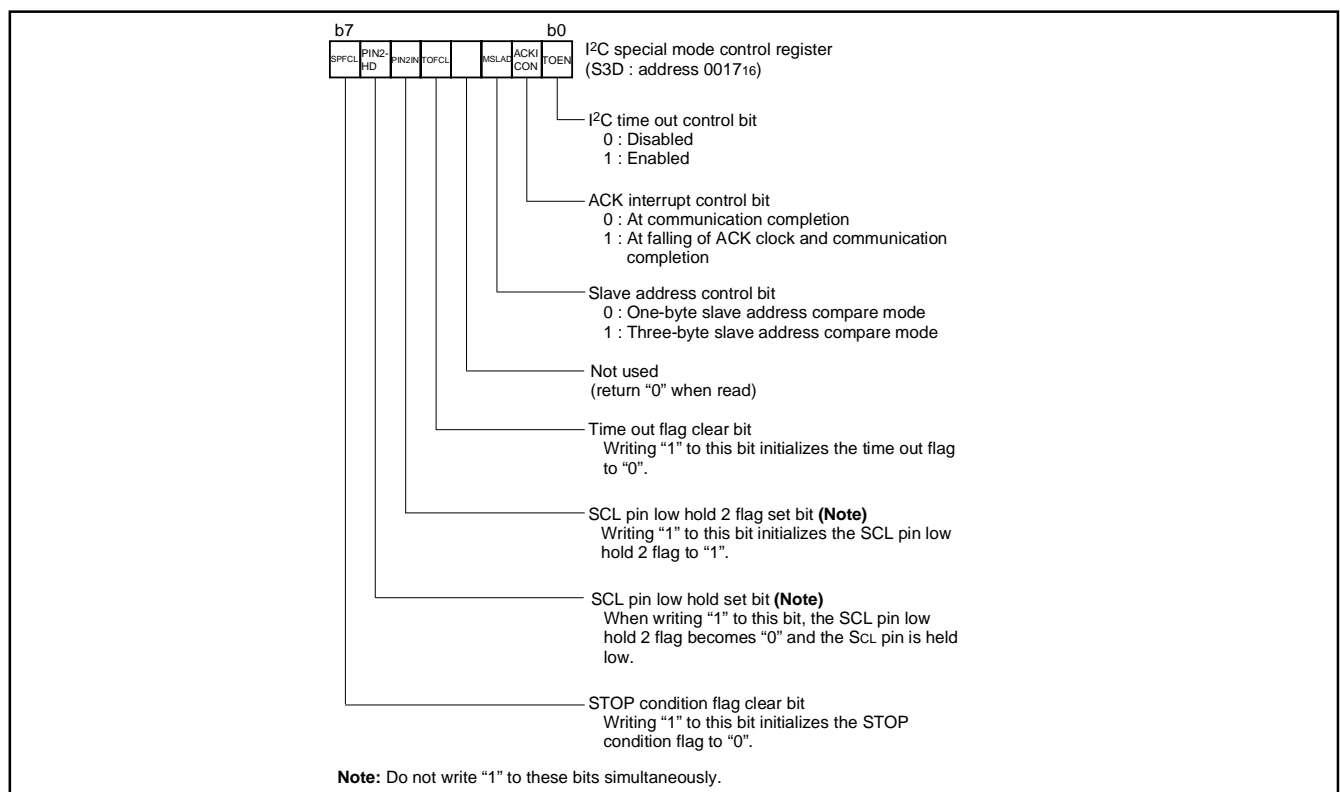 b7 b0
SPFCL PIN2-HD PIN2IN TOFCL MSLAD ACKI CON TOEN
I2C special mode control register
(S3D : address 001716)
I2C time out control bit
0 : Disabled
1 : Enabled
ACK interrupt control bit
0 : At communication completion
1 : At falling of ACK clock and communication
completion
Slave address control bit
0 : One-byte slave address compare mode
1 : Three-byte slave address compare mode
Not used
(return “0” when read)
Time out flag clear bit
Writing “1” to this bit initializes the time out flag
to “0”.
SCL pin low hold 2 flag set bit (Note)
Writing “1” to this bit initializes the SCL pin low
hold 2 flag to “1”.
SCL pin low hold set bit (Note)
When writing “1” to this bit, the SCL pin low
hold 2 flag becomes “0” and the SCL pin is held
low.
STOP condition flag clear bit
Writing “1” to this bit initializes the STOP
condition flag to “0”.
Note: Do not write “1” to these bits simultaneously.